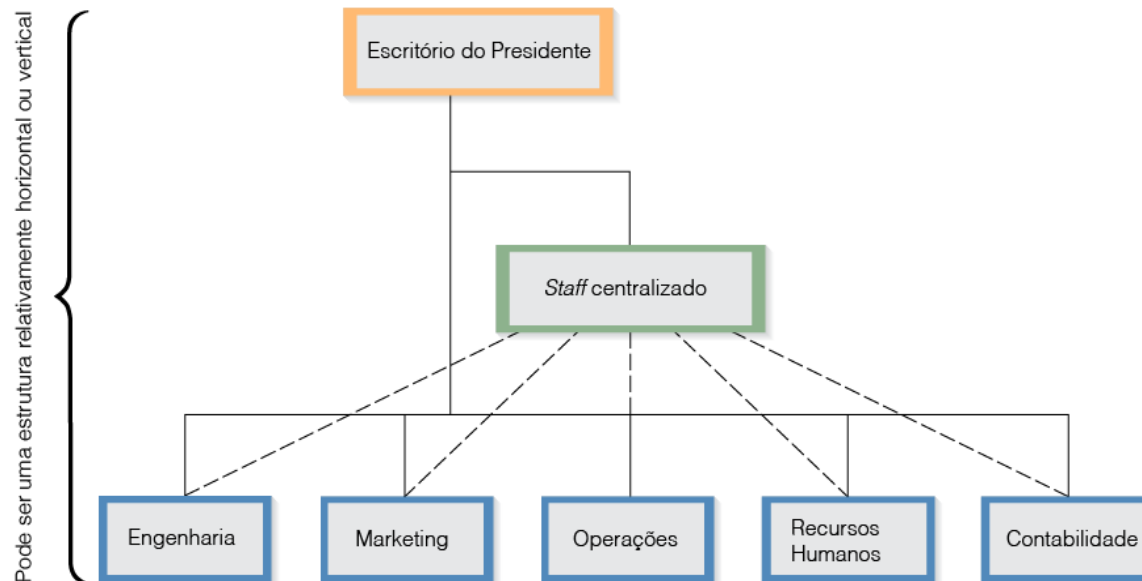 Pode ser uma estrutura relativamente horizontal ou vertical
Escritório do Presidente
Staff centralizado
Engenharia
Marketing
Operações
Recursos
Humanos
Contabilidade